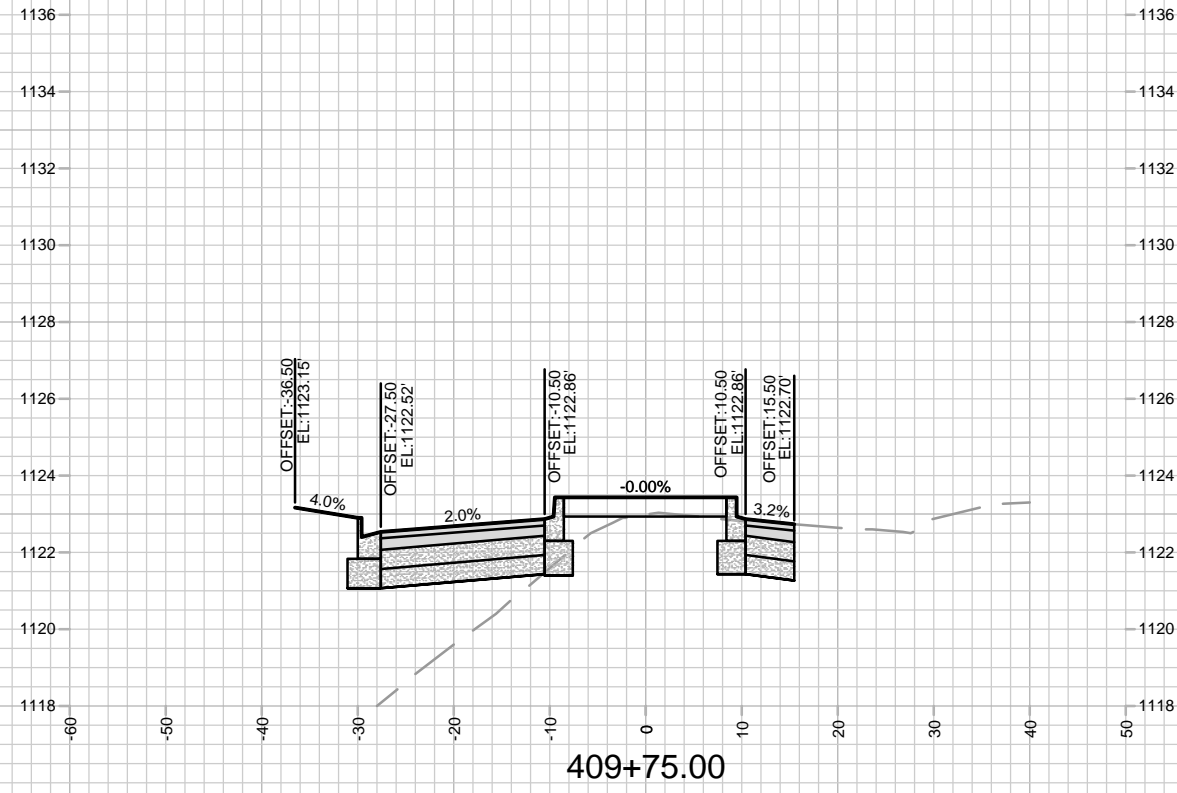 1136 1136
1134 1134
1132 1132
1130 1130
1128 1128
1126 1126
1124 1124
1122 1122
1120 1120
1118 1118
OFFSET:-36.50
EL:1123.15'
OFFSET:-27.50
EL:1122.52'
OFFSET:-10.50
EL:1122.86'
OFFSET:10.50
EL:1122.86'
OFFSET:15.50
EL:1122.70'
4.0%
2.0%
-0.00%
3.2%
-60 -50 -40 -30 -20 -10 0 10 20 30 40 50
409+75.00